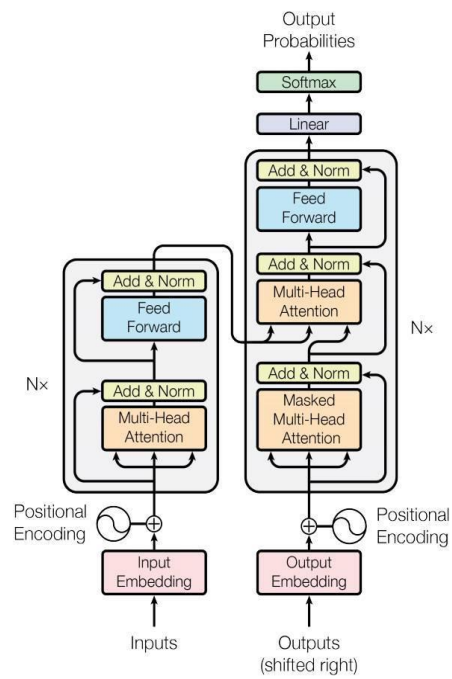 Output
Probabilities
Softmax
Linear
Add & Norm
Feed
Forward
Add & Norm
Multi-Head
Attention
Nx
Add & Norm
Masked
Multi-Head
Attention
Add & Norm
Feed
Forward
Nx
Add & Norm
Multi-Head
Attention
Positional
Encoding
Positional
Encoding
Input
Embedding
Output
Embedding
Inputs
Outputs
(shifted right)